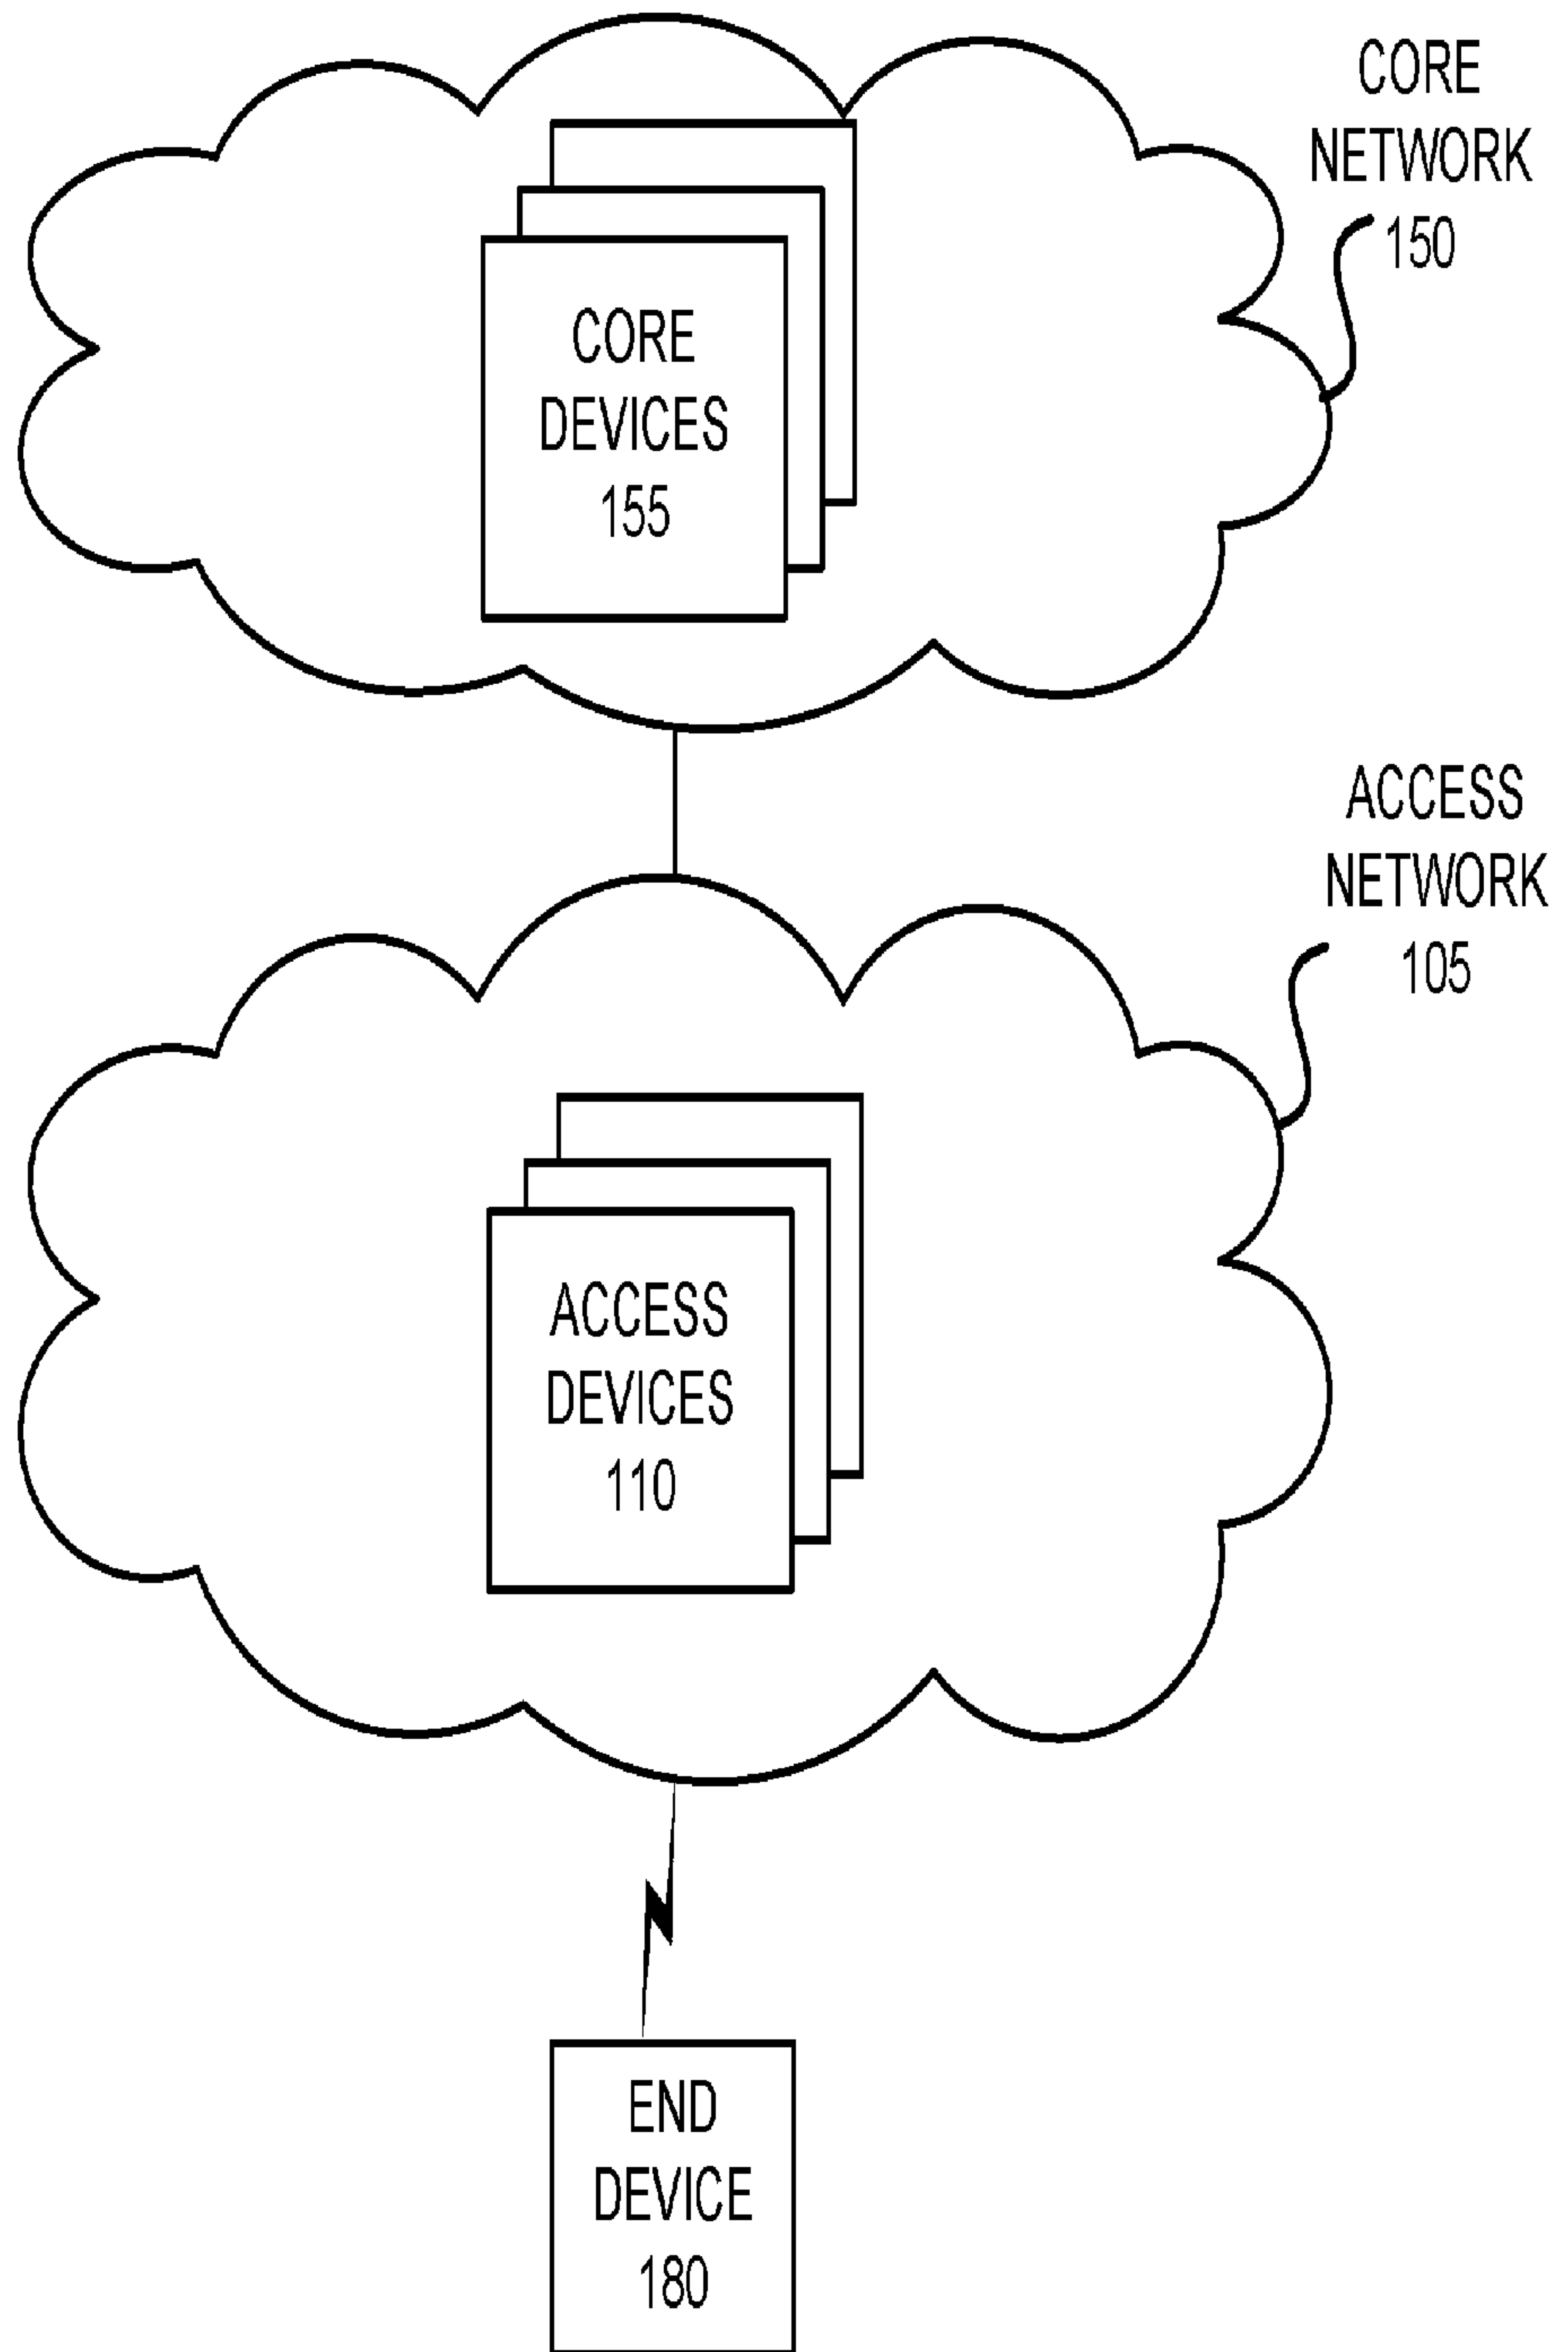 CORE
NETWORK
150
CORE
DEVICES
155
ACCESS
NETWORK
105
ACCESS
DEVICES
110
END
DEVICE
180